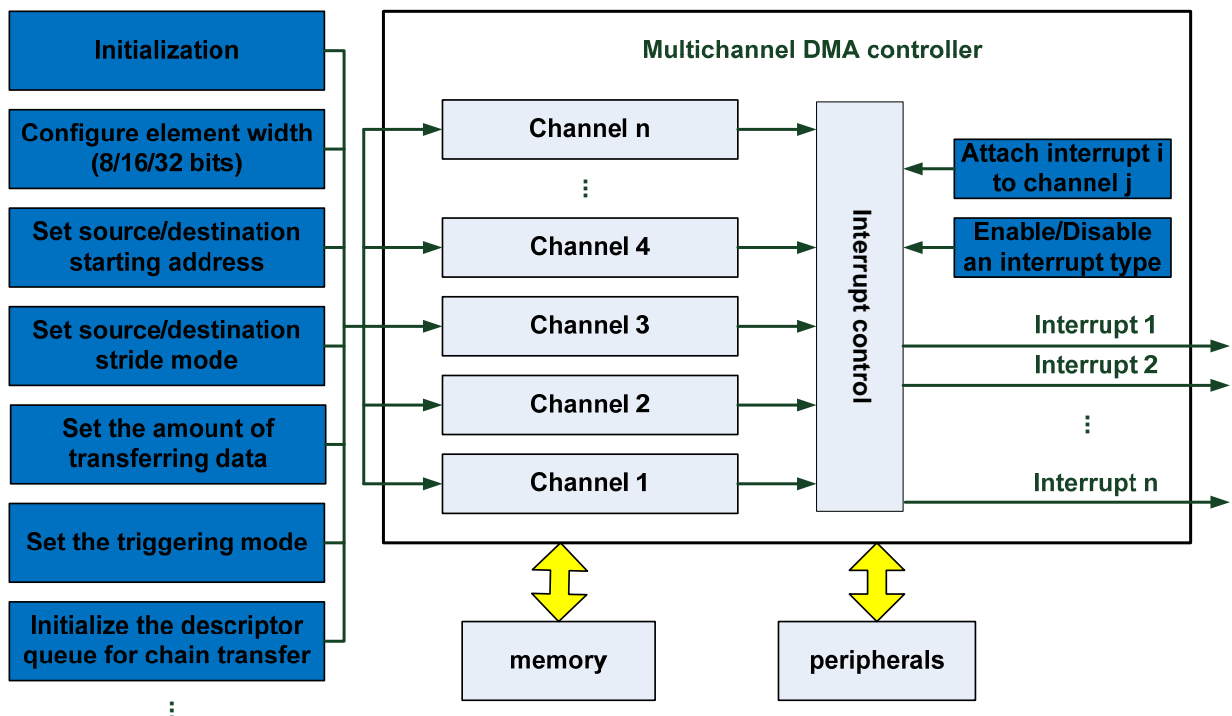 Initialization
Configure element width
(8/16/32 bits)
Set source/destination
starting address
Set source/destination
stride mode
Set the amount of
transferring data
Set the triggering mode
Initialize the descriptor
queue for chain transfer
...
Multichannel DMA controller
Channel n
...
Channel 4
Channel 3
Channel 2
Channel 1
Interrupt control
Attach interrupt i
to channel j
Enable/Disable
an interrupt type
Interrupt 1
Interrupt 2
...
Interrupt n
memory
peripherals